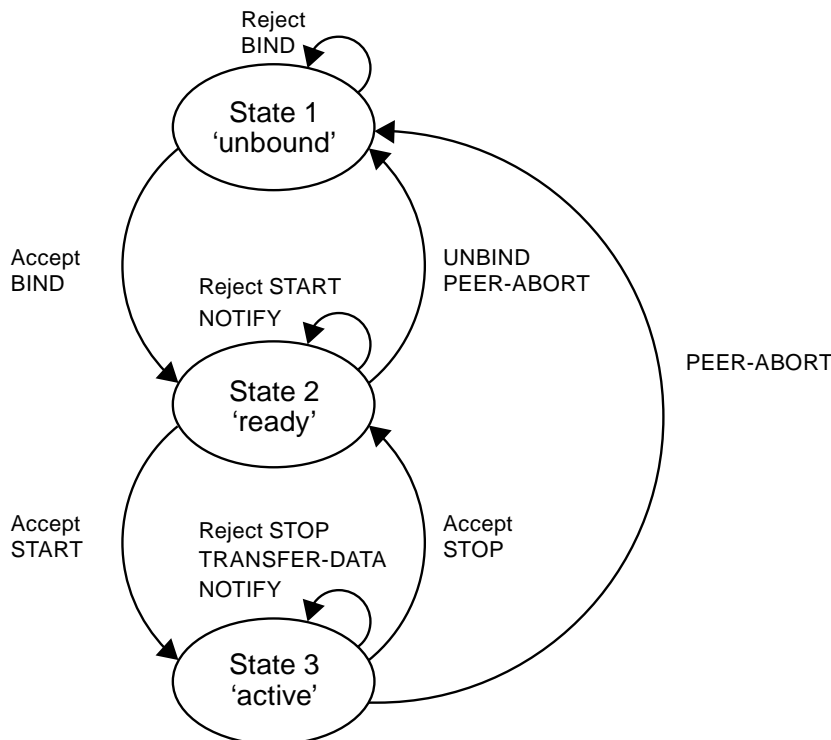 Reject
BIND
State 1
‘unbound’
Accept
BIND
UNBIND
PEER-ABORT
Reject START
NOTIFY
PEER-ABORT
State 2
‘ready’
Accept
START
Reject STOP
TRANSFER-DATA
NOTIFY
Accept
STOP
State 3
‘active’